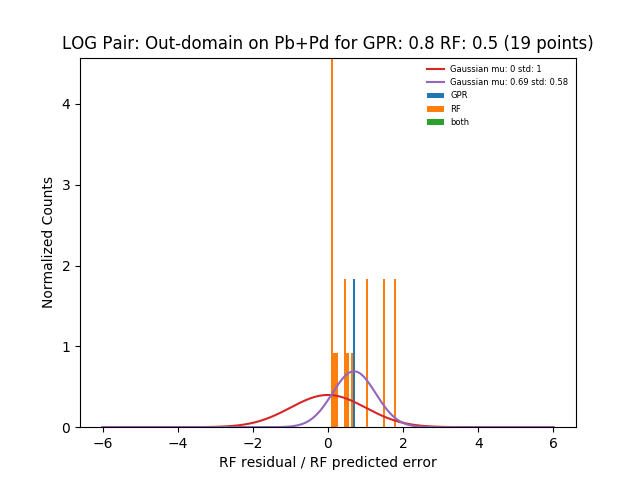 LOG Pair: Out-domain on Pb+Pd for GPR: 0.8 RF: 0.5 (19 points)
Gaussian mu: 0 std: 1
Gaussian mu: 0.69 std: 0.58
GPR
RF
both
Normalized Counts
4
3
2
1
0
−6 −4 −2 0 2 4 6
RF residual / RF predicted error